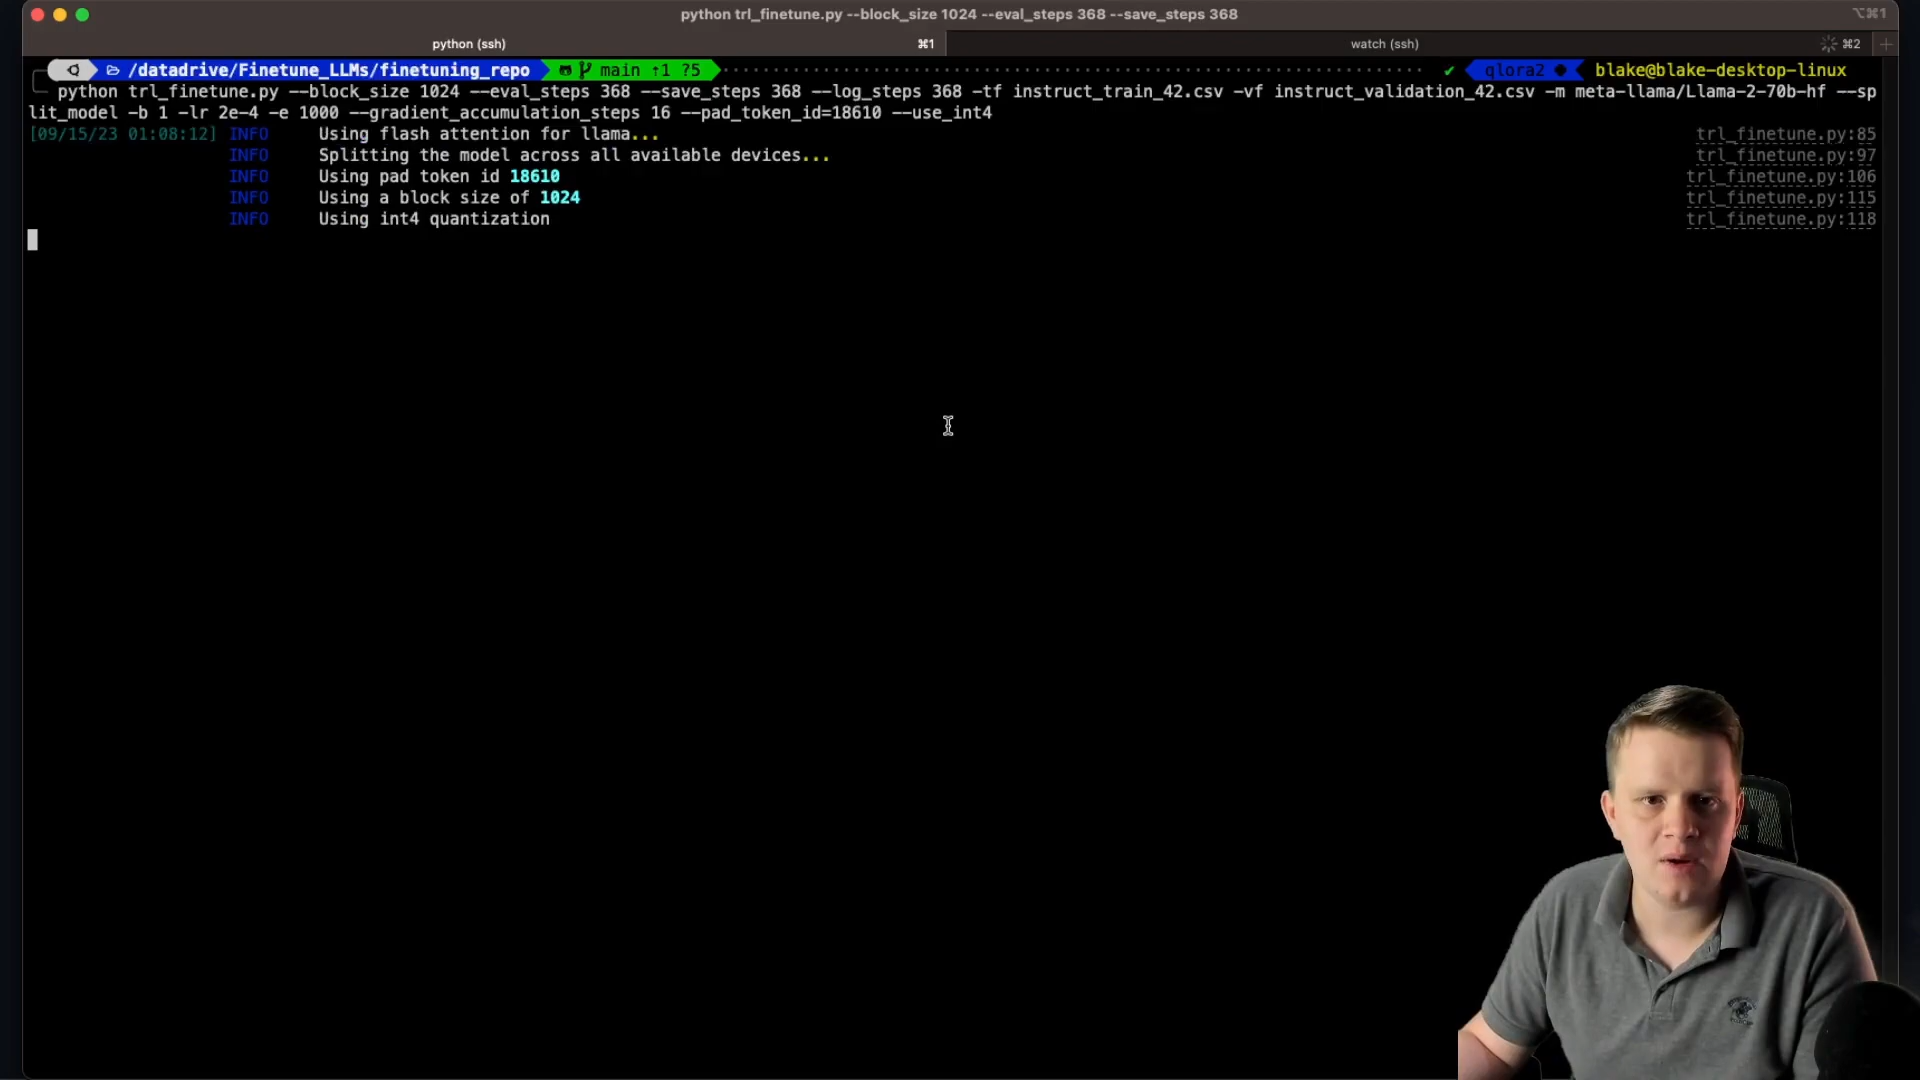 python trl_finetune.py --block_size 1024 --eval_steps 368 --save_steps 368
⌥⌘1
python (ssh) ⌘1
watch (ssh) ⌘2 +
/datadrive/Finetune_LLMs/finetuning_repo main ↑1 ?5 ✔ qlora2 blake@blake-desktop-linux
python trl_finetune.py --block_size 1024 --eval_steps 368 --save_steps 368 --log_steps 368 -tf instruct_train_42.csv -vf instruct_validation_42.csv -m meta-llama/Llama-2-70b-hf --sp
lit_model -b 1 -lr 2e-4 -e 1000 --gradient_accumulation_steps 16 --pad_token_id=18610 --use_int4
[09/15/23 01:08:12] INFO Using flash attention for llama... trl_finetune.py:85
INFO Splitting the model across all available devices... trl_finetune.py:97
INFO Using pad token id 18610 trl_finetune.py:106
INFO Using a block size of 1024 trl_finetune.py:115
INFO Using int4 quantization trl_finetune.py:118